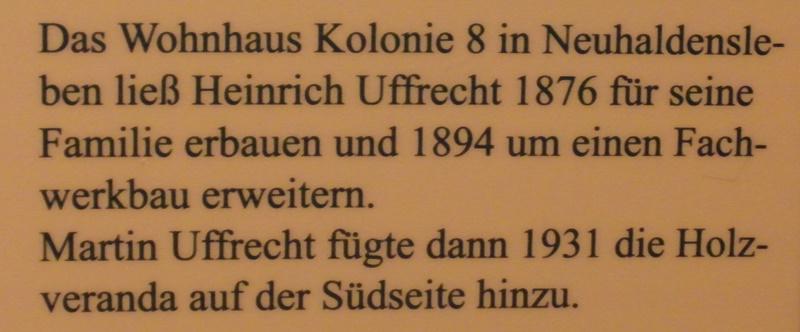 Das Wohnhaus Kolonie 8 in Neuhaldensle-
ben ließ Heinrich Uffrecht 1876 für seine
Familie erbauen und 1894 um einen Fach-
werkbau erweitern.
Martin Uffrecht fügte dann 1931 die Holz-
veranda auf der Südseite hinzu.